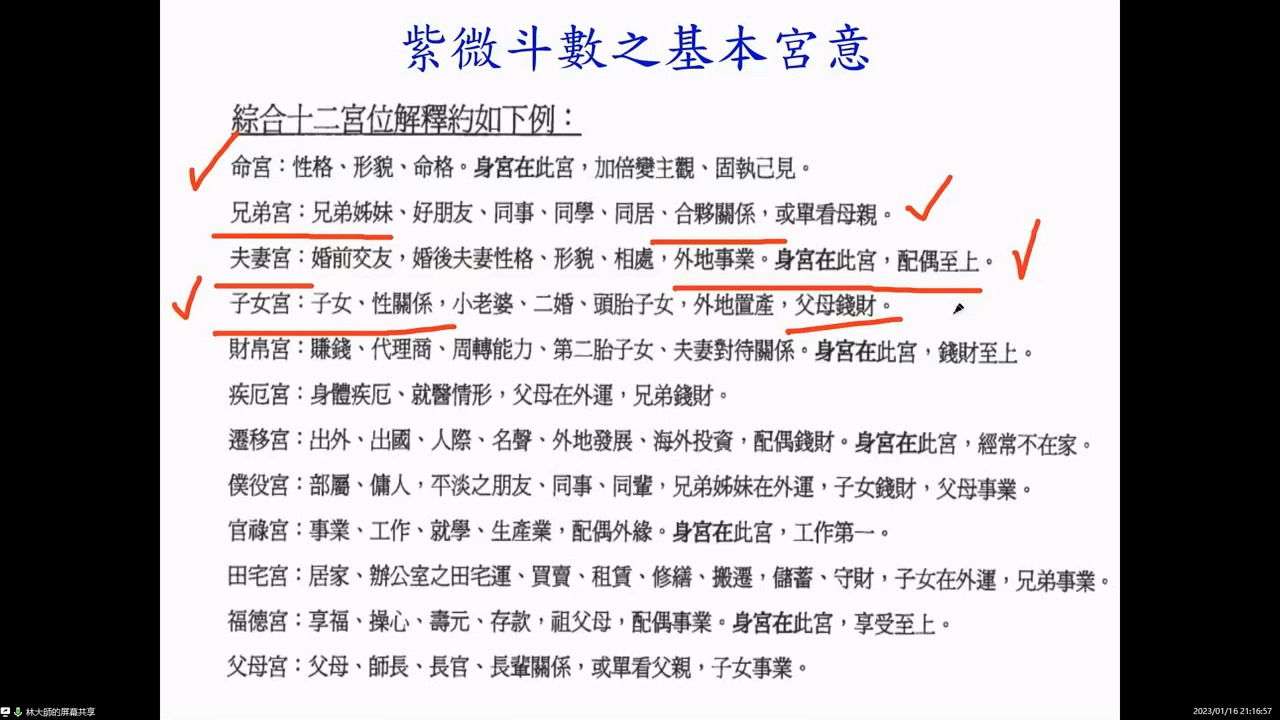 紫微斗數之基本宮意
綜合十二宮位解釋約如下例：
命宮：性格、形貌、命格。身宮在此宮，加倍變主觀、固執己見。
兄弟宮：兄弟姊妹、好朋友、同事、同學、同居、合夥關係，或單看母親。
夫妻宮：婚前交友，婚後夫妻性格、形貌、相處，外地事業。身宮在此宮，配偶至上。
子女宮：子女、性關係，小老婆、二婚、頭胎子女，外地置產，父母錢財。
財帛宮：賺錢、代理商、周轉能力、第二胎子女、夫妻對待關係。身宮在此宮，錢財至上。
疾厄宮：身體疾厄、就醫情形，父母在外運，兄弟錢財。
遷移宮：出外、出國、人際、名聲、外地發展、海外投資，配偶錢財。身宮在此宮，經常不在家。
僕役宮：部屬、傭人，平淡之朋友、同事、同輩，兄弟姊妹在外運，子女錢財，父母事業。
官祿宮：事業、工作、就學、生產業，配偶外緣。身宮在此宮，工作第一。
田宅宮：居家、辦公室之田宅運、買賣、租賃、修繕、搬遷，儲蓄、守財，子女在外運，兄弟事業。
福德宮：享福、操心、壽元、存款，祖父母，配偶事業。身宮在此宮，享受至上。
父母宮：父母、師長、長官、長輩關係，或單看父親，子女事業。
林大師的屏幕共享
2023/01/16 21:16:57